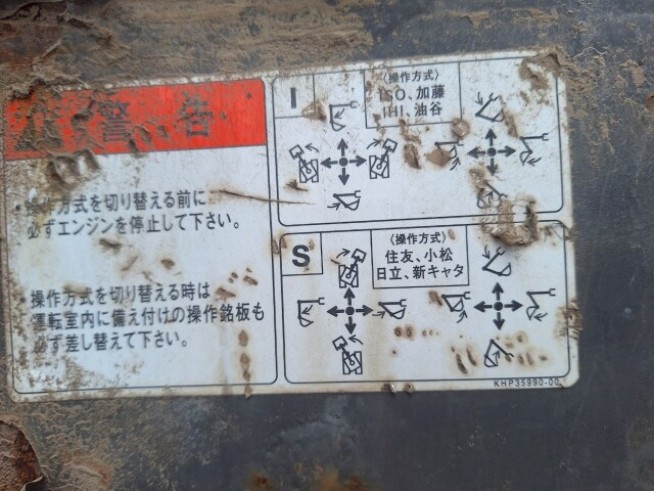 警告
・操作方式を切り替える前に
必ずエンジンを停止して下さい。
・操作方式を切り替える時は
運転室内に備え付けの操作銘板も
必ず差し替えて下さい。
I
〈操作方式〉
ISO、加藤
IHI、油谷
S
〈操作方式〉
住友、小松
日立、新キャタ
KHP35990-00